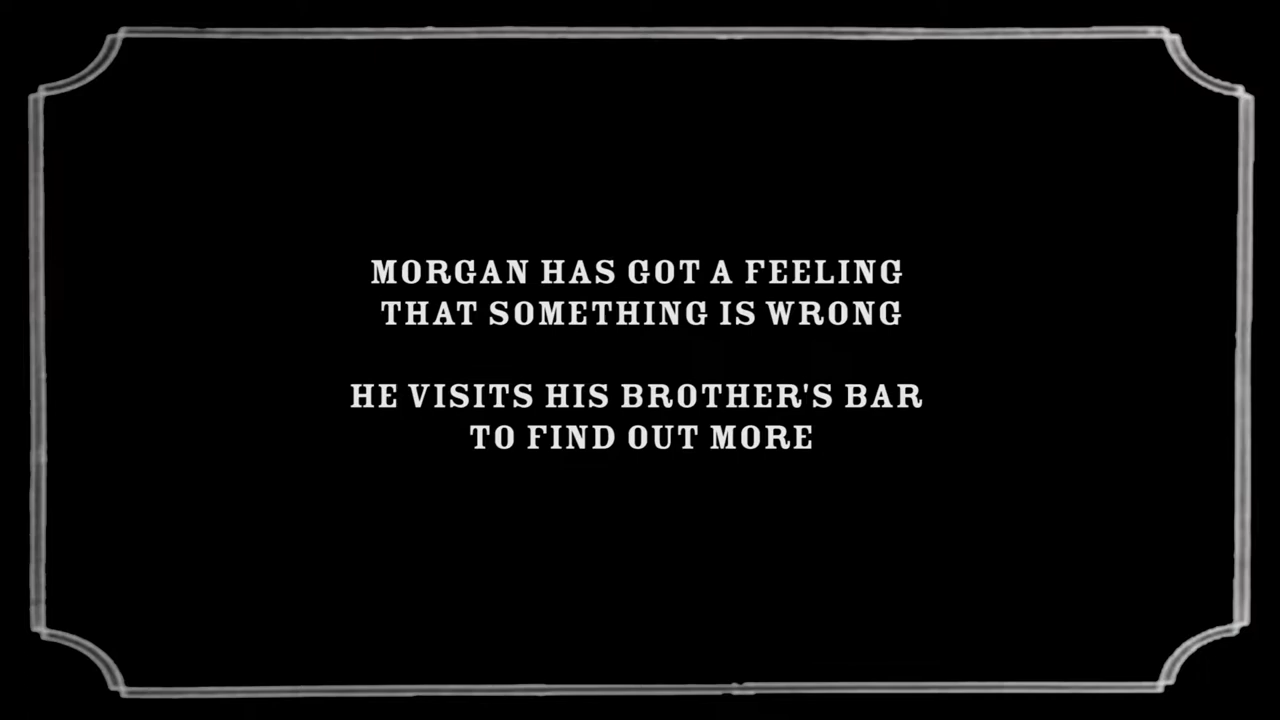 MORGAN HAS GOT A FEELING
THAT SOMETHING IS WRONG
HE VISITS HIS BROTHER'S BAR
TO FIND OUT MORE